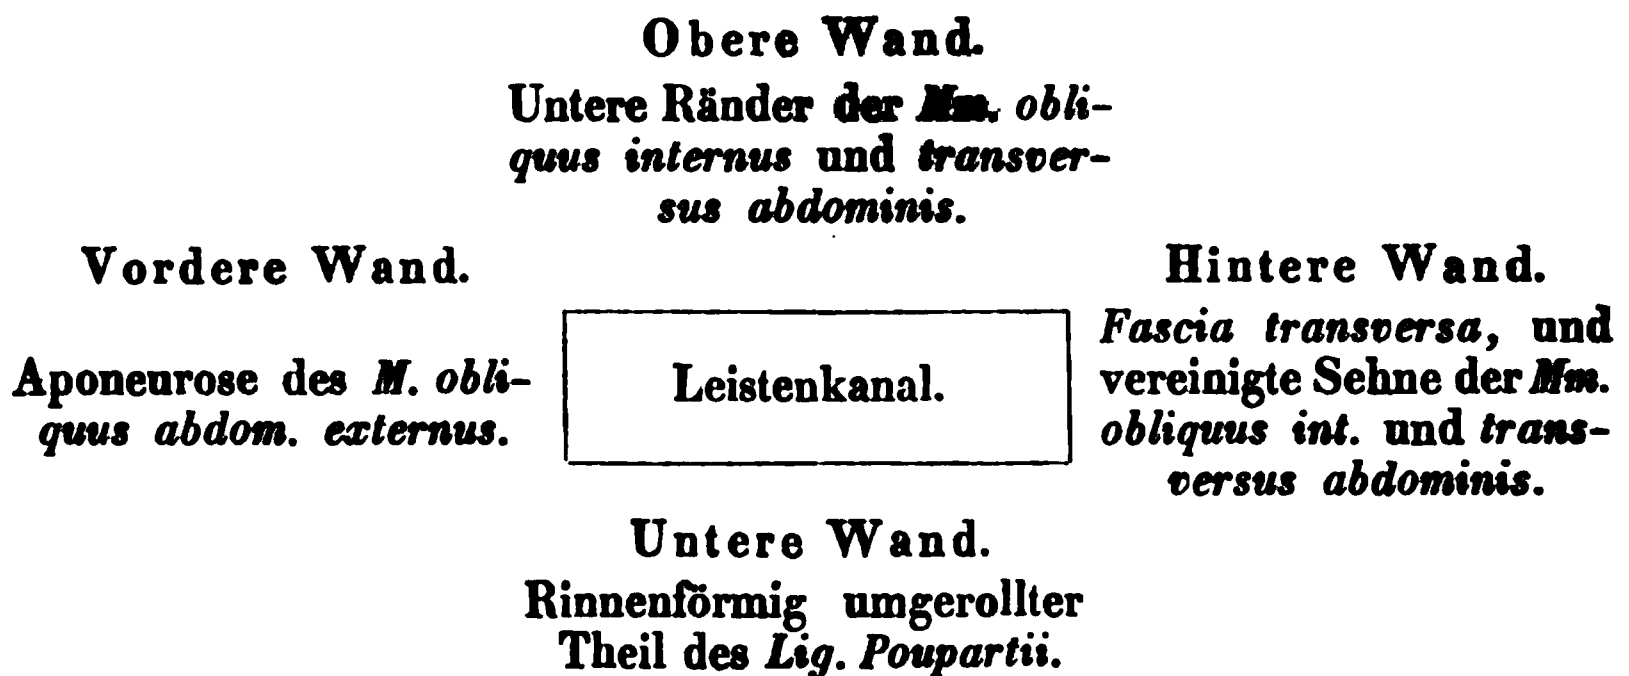 Obere Wand.
Untere Ränder der Mm. obli-
quus internus und transver-
sus abdominis.
Vordere Wand.
Aponeurose des M. obli-
quus abdom. externus.
Leistenkanal.
Hintere Wand.
Fascia transversa, und
vereinigte Sehne der Mm.
obliquus int. und trans-
versus abdominis.
Untere Wand.
Rinnenförmig umgerollter
Theil des Lig. Poupartii.